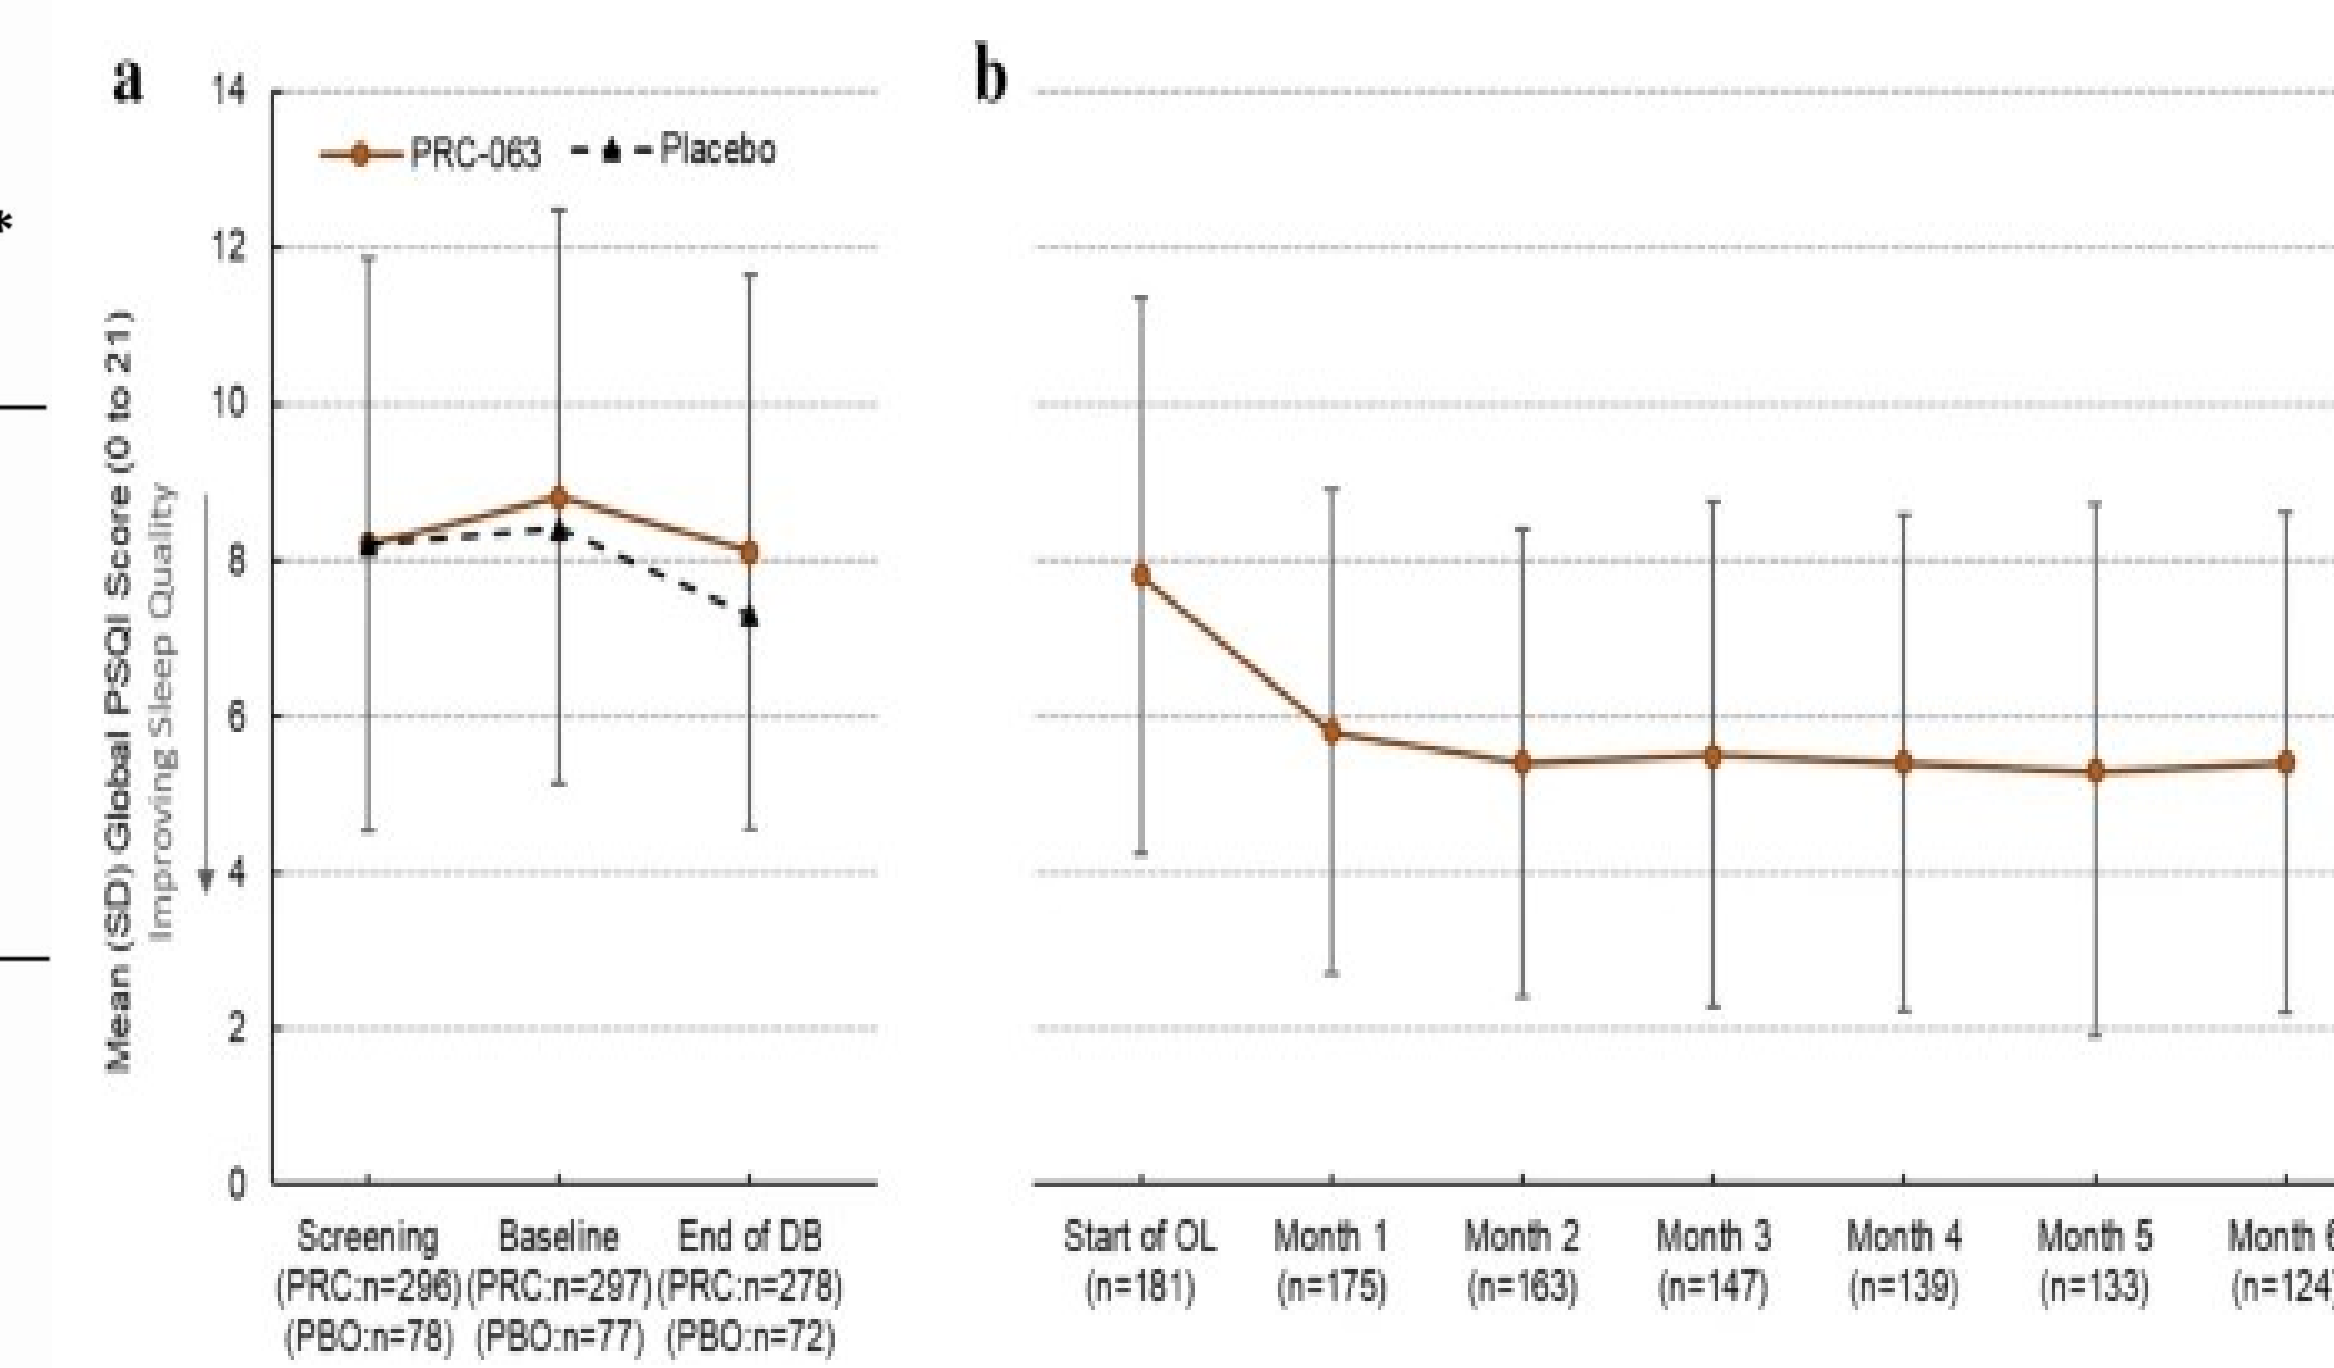 *
a
b
14
12
10
8
6
4
2
0
PRC-063
Placebo
Mean (SD) Global PSQI Score (0 to 21)
Improving Sleep Quality
Screening
(PRC:n=296)
(PBO:n=78)
Baseline
(PRC:n=297)
(PBO:n=77)
End of DB
(PRC:n=278)
(PBO:n=72)
Start of OL
(n=181)
Month 1
(n=175)
Month 2
(n=163)
Month 3
(n=147)
Month 4
(n=139)
Month 5
(n=133)
Month 6
(n=124)